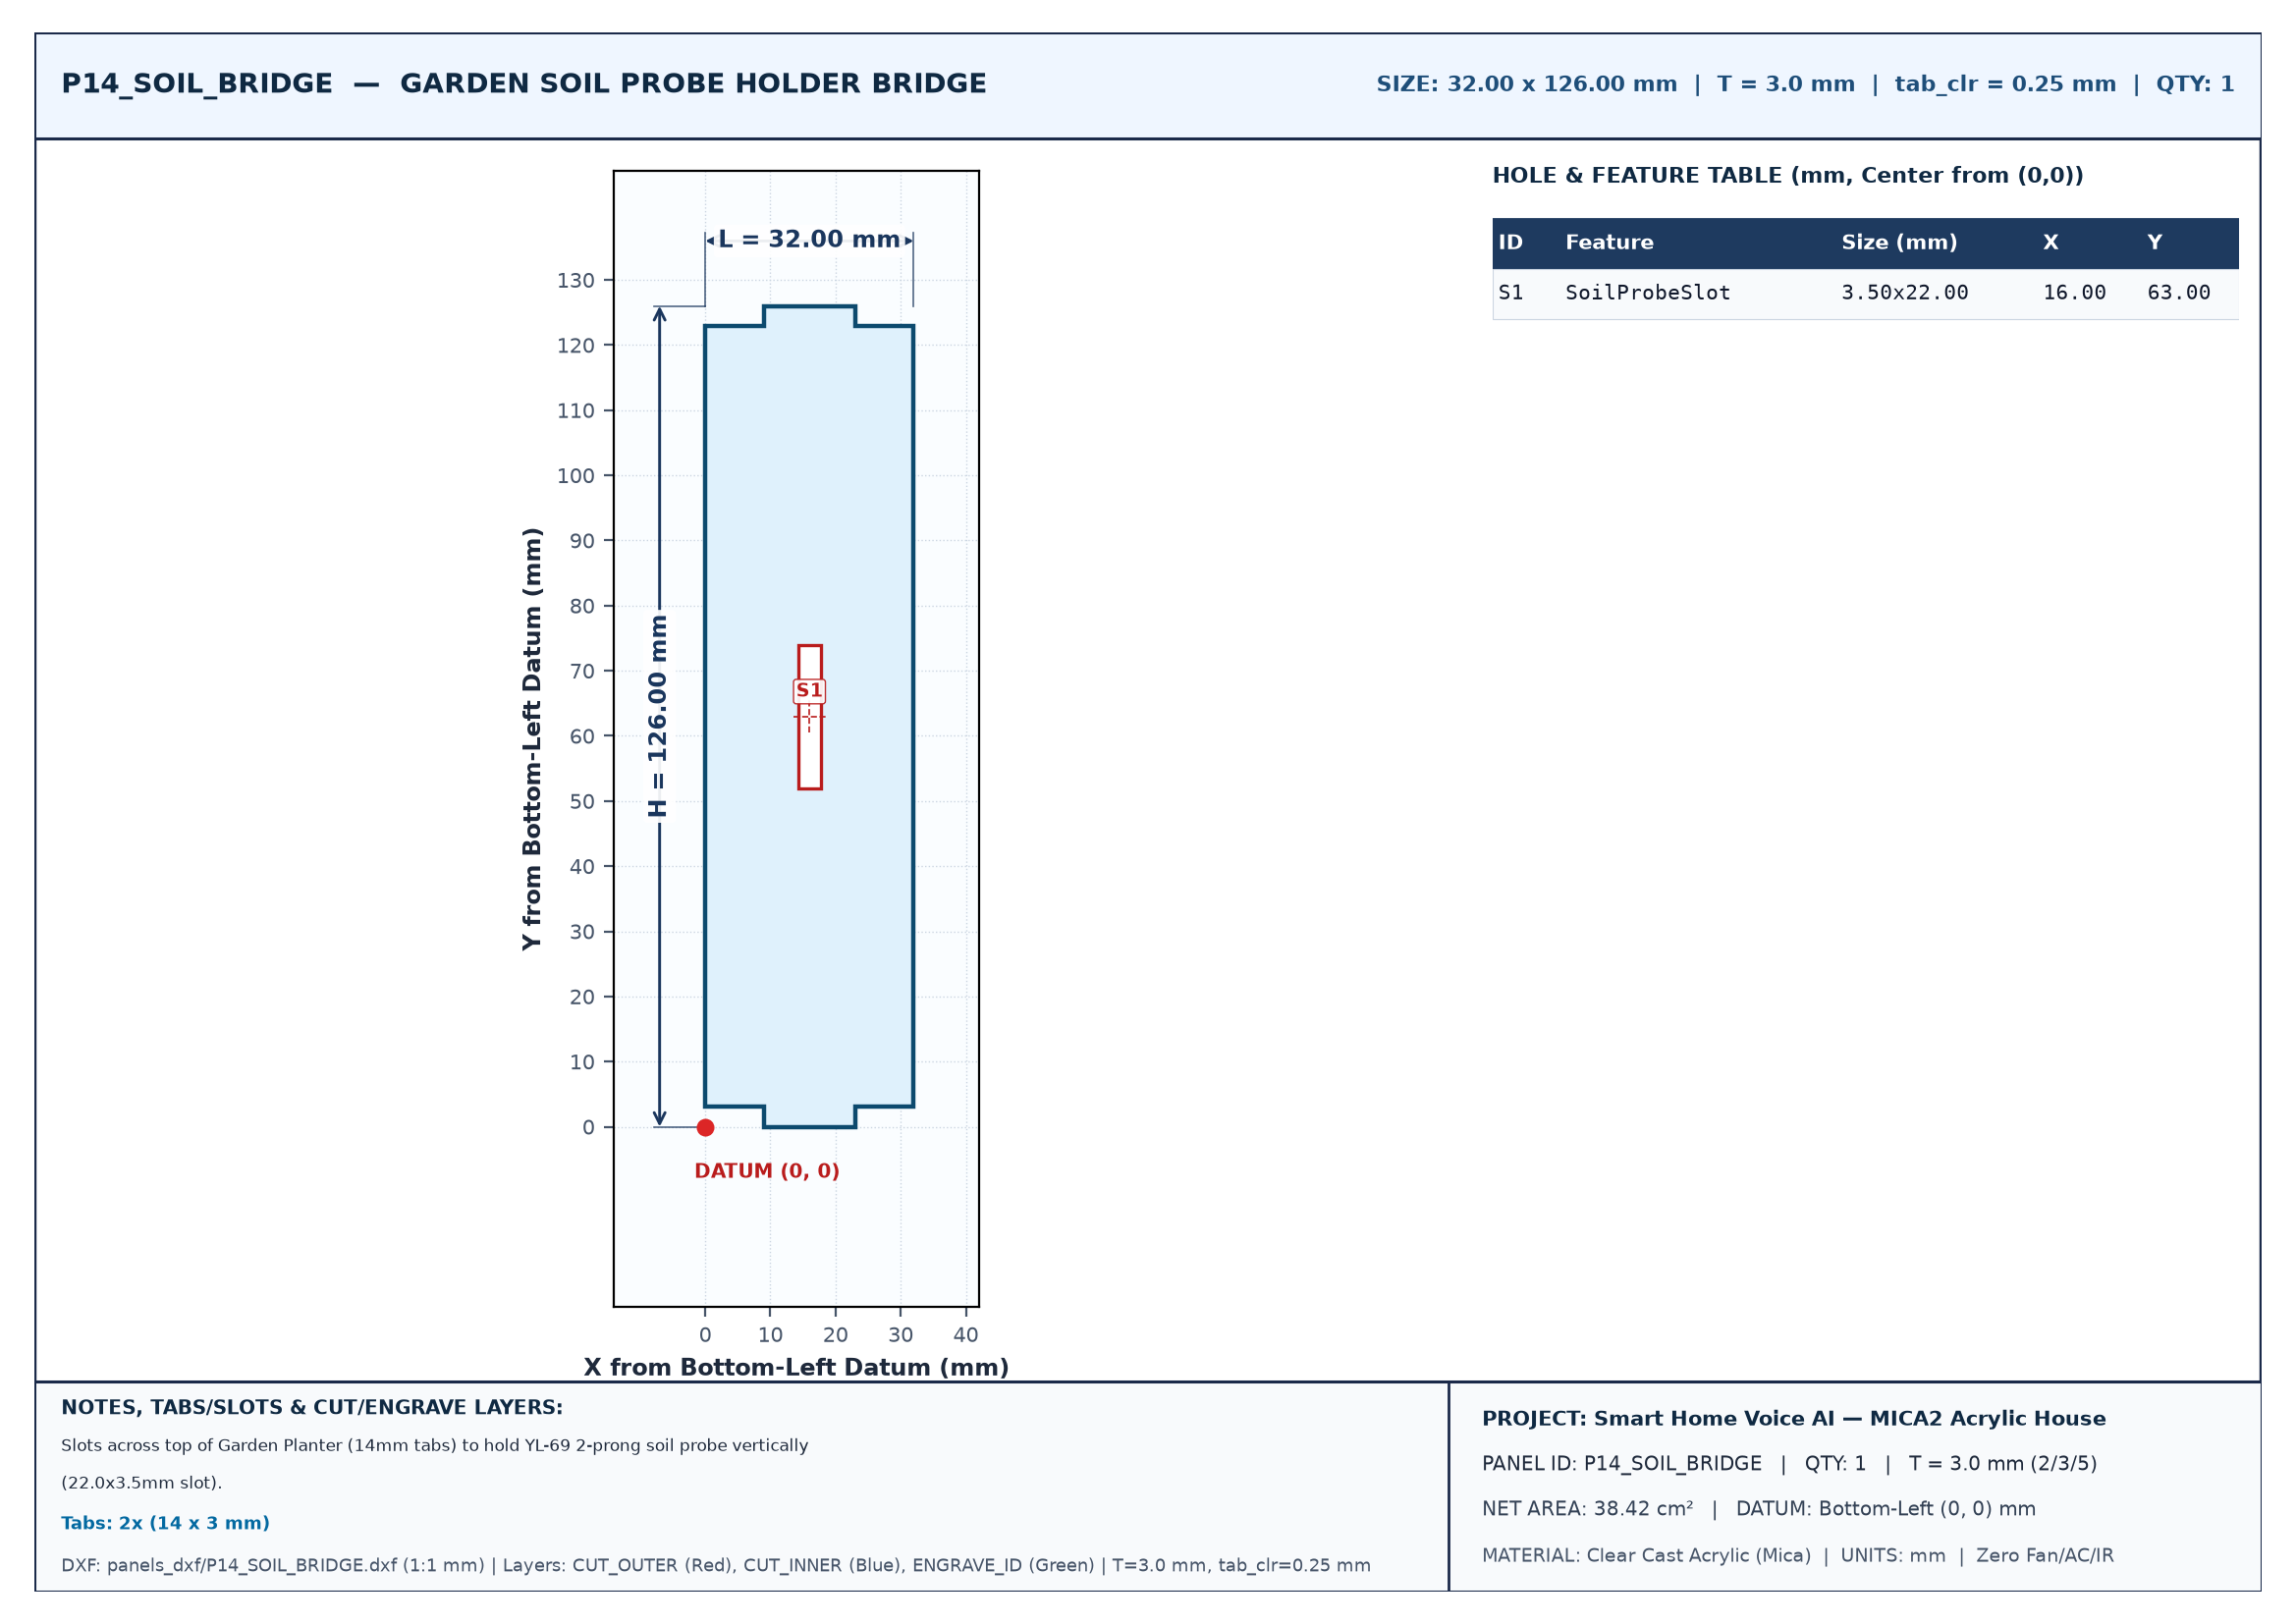 P14_SOIL_BRIDGE — GARDEN SOIL PROBE HOLDER BRIDGE
SIZE: 32.00 x 126.00 mm | T = 3.0 mm | tab_clr = 0.25 mm | QTY: 1
HOLE & FEATURE TABLE (mm, Center from (0,0))
ID Feature Size (mm) X Y
S1 SoilProbeSlot 3.50x22.00 16.00 63.00
L = 32.00 mm
130
120
110
100
90
80
70
60
50
40
30
20
10
0
Y from Bottom-Left Datum (mm)
H = 126.00 mm
S1
DATUM (0, 0)
0 10 20 30 40
X from Bottom-Left Datum (mm)
NOTES, TABS/SLOTS & CUT/ENGRAVE LAYERS:
Slots across top of Garden Planter (14mm tabs) to hold YL-69 2-prong soil probe vertically
(22.0x3.5mm slot).
Tabs: 2x (14 x 3 mm)
DXF: panels_dxf/P14_SOIL_BRIDGE.dxf (1:1 mm) | Layers: CUT_OUTER (Red), CUT_INNER (Blue), ENGRAVE_ID (Green) | T=3.0 mm, tab_clr=0.25 mm
PROJECT: Smart Home Voice AI — MICA2 Acrylic House
PANEL ID: P14_SOIL_BRIDGE | QTY: 1 | T = 3.0 mm (2/3/5)
NET AREA: 38.42 cm² | DATUM: Bottom-Left (0, 0) mm
MATERIAL: Clear Cast Acrylic (Mica) | UNITS: mm | Zero Fan/AC/IR